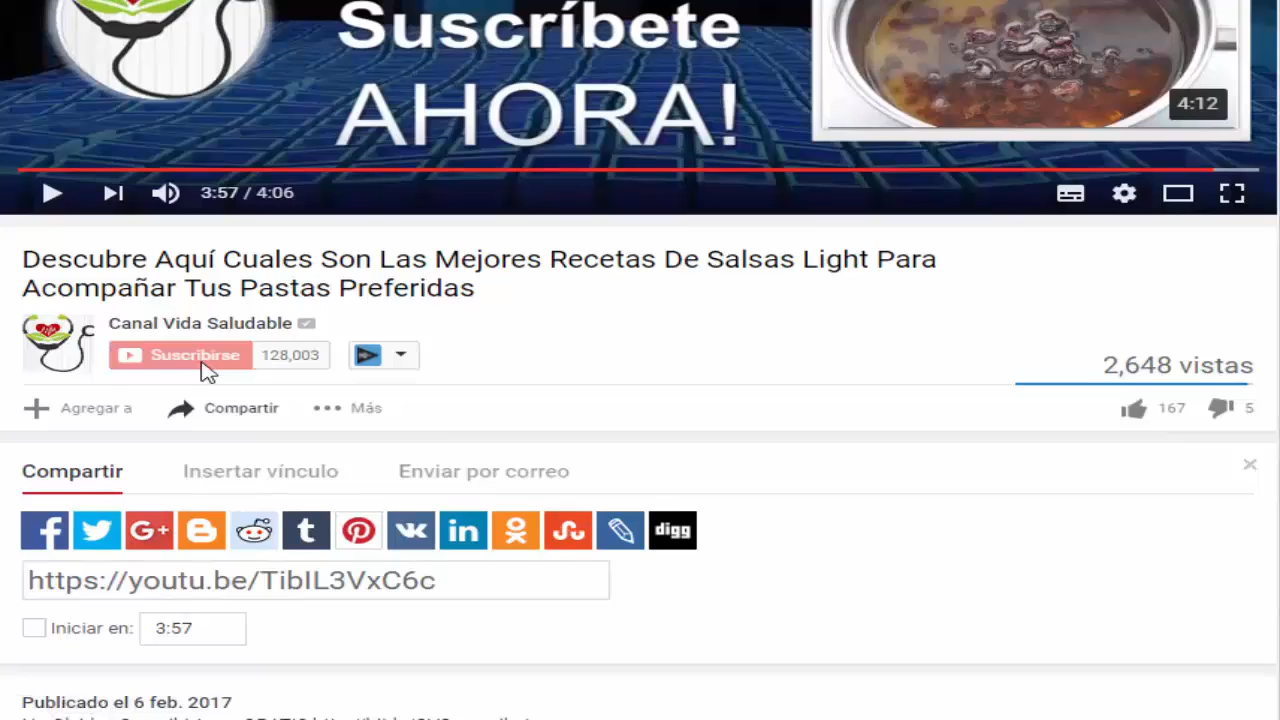 Suscríbete
AHORA!
4:12
3:57 / 4:06
Descubre Aquí Cuales Son Las Mejores Recetas De Salsas Light Para
Acompañar Tus Pastas Preferidas
Canal Vida Saludable
Suscribirse 128,003
2,648 vistas
Agregar a Compartir Más 167 5
Compartir Insertar vínculo Enviar por correo
G+ t vk in digg
https://youtu.be/TibIL3VxC6c
Iniciar en: 3:57
Publicado el 6 feb. 2017